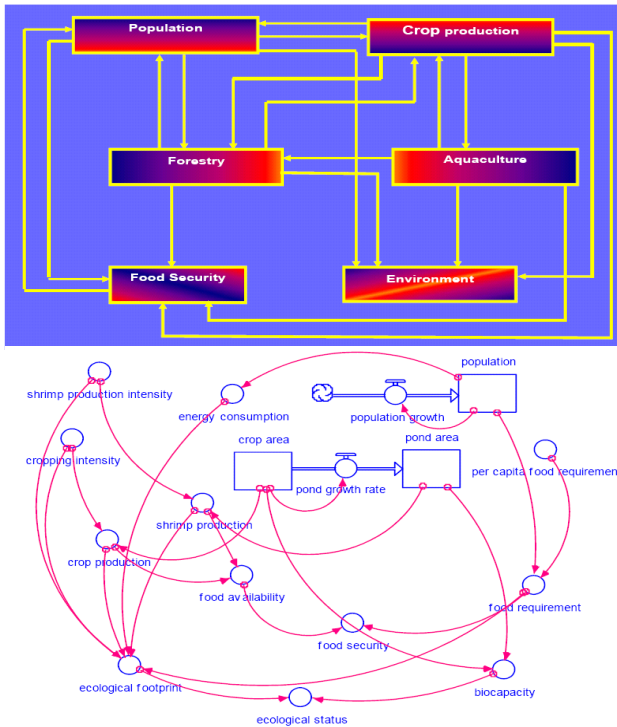 Population
Crop production
Forestry
Aquaculture
Food Security
Environment
population
shrimp production intensity
energy consumption
population growth
crop area
pond area
cropping intensity
per capita food requiremen
pond growth rate
shrimp production
crop production
food availability
food requirement
food security
ecological footprint
biocapacity
ecological status